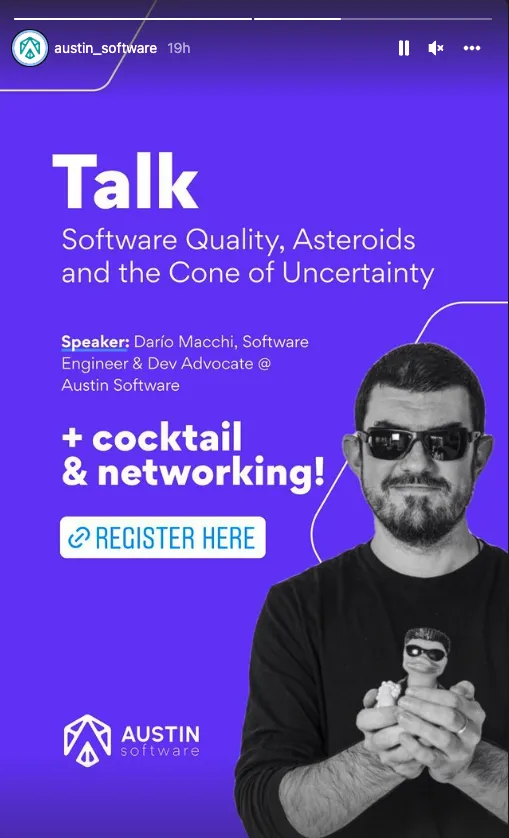 austin_software 19h
Talk
Software Quality, Asteroids
and the Cone of Uncertainty
Speaker: Darío Macchi, Software
Engineer & Dev Advocate @
Austin Software
+ cocktail
& networking!
REGISTER HERE
AUSTIN
software